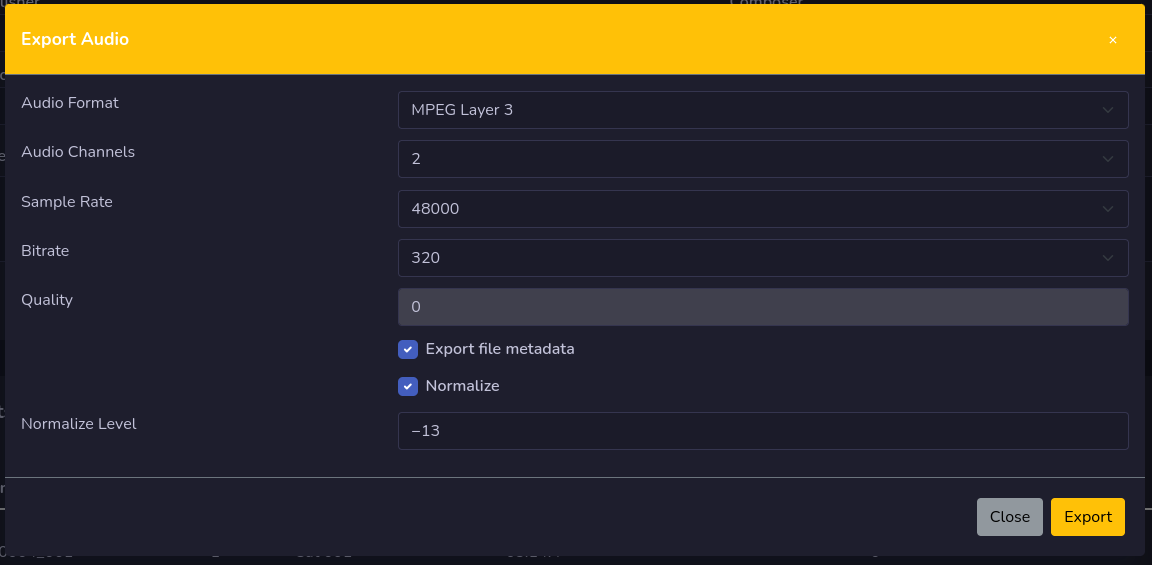 Composer
Export Audio
×
Audio Format
MPEG Layer 3
Audio Channels
2
Sample Rate
48000
Bitrate
320
Quality
0
Export file metadata
Normalize
Normalize Level
−13
Close
Export